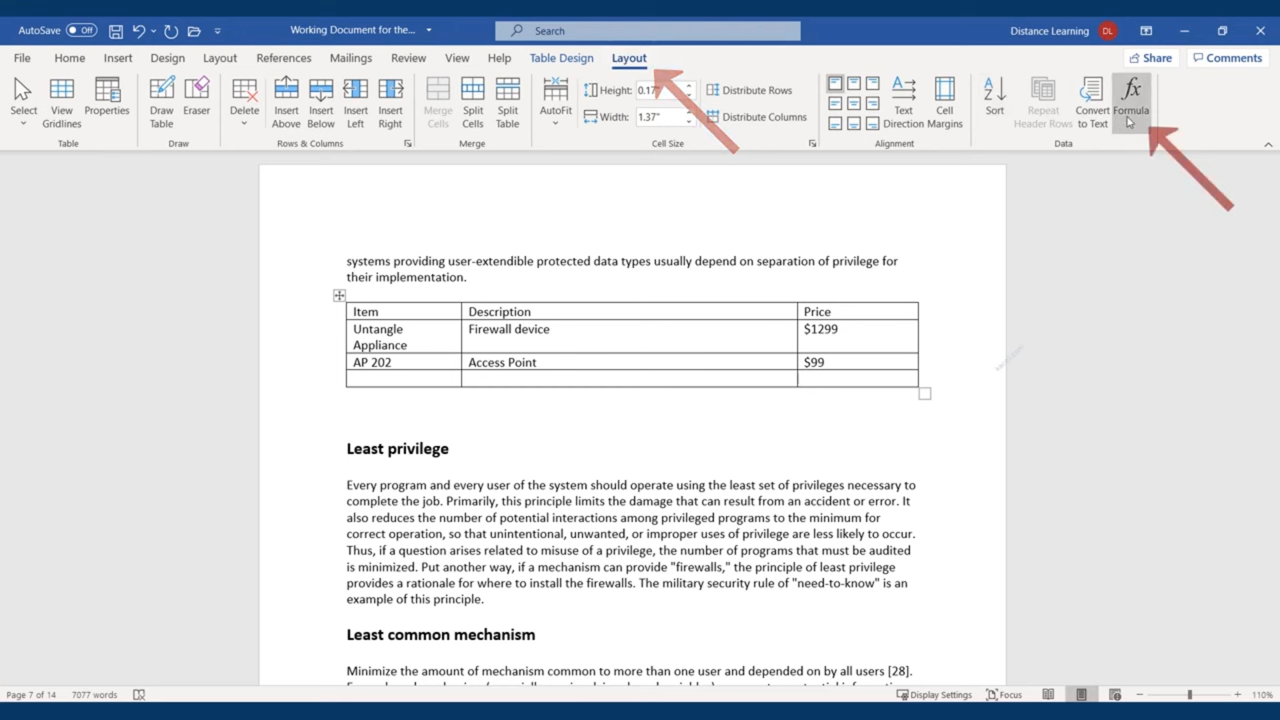 AutoSave Off Working Document for the... Search Distance Learning DL
File Home Insert Design Layout References Mailings Review View Help Table Design Layout Share Comments
Select
View
Gridlines
Properties
Table
Draw
Table
Eraser
Draw
Delete
Insert
Above
Insert
Below
Insert
Left
Insert
Right
Rows & Columns
Merge
Cells
Split
Cells
Split
Table
Merge
AutoFit
Height: 0.17"
Width: 1.37"
Distribute Rows
Distribute Columns
Cell Size
Text
Direction
Cell
Margins
Alignment
Sort
Repeat
Header Rows
Convert
to Text
fx
Formula
Data
systems providing user-extendible protected data types usually depend on separation of privilege for
their implementation.
Item Description Price
Untangle Firewall device $1299
Appliance
AP 202 Access Point $99
Least privilege
Every program and every user of the system should operate using the least set of privileges necessary to
complete the job. Primarily, this principle limits the damage that can result from an accident or error. It
also reduces the number of potential interactions among privileged programs to the minimum for
correct operation, so that unintentional, unwanted, or improper uses of privilege are less likely to occur.
Thus, if a question arises related to misuse of a privilege, the number of programs that must be audited
is minimized. Put another way, if a mechanism can provide "firewalls," the principle of least privilege
provides a rationale for where to install the firewalls. The military security rule of "need-to-know" is an
example of this principle.
Least common mechanism
Minimize the amount of mechanism common to more than one user and depended on by all users [28].
Page 7 of 14 7077 words Display Settings Focus 110%